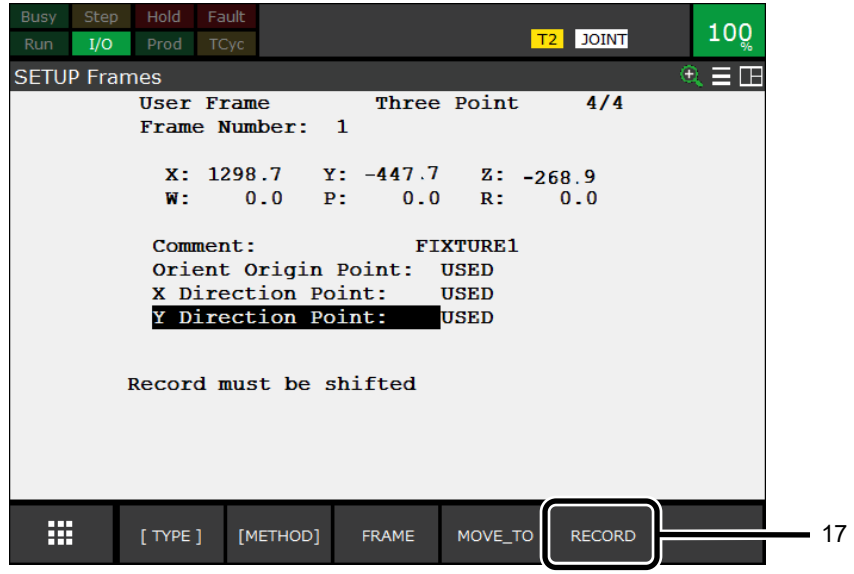 Busy Step Hold Fault
Run I/O Prod TCyc T2 JOINT 100%
SETUP Frames
User Frame Three Point 4/4
Frame Number: 1
X: 1298.7 Y: -447.7 Z: -268.9
W: 0.0 P: 0.0 R: 0.0
Comment: FIXTURE1
Orient Origin Point: USED
X Direction Point: USED
Y Direction Point: USED
Record must be shifted
[ TYPE ] [METHOD] FRAME MOVE_TO RECORD 17